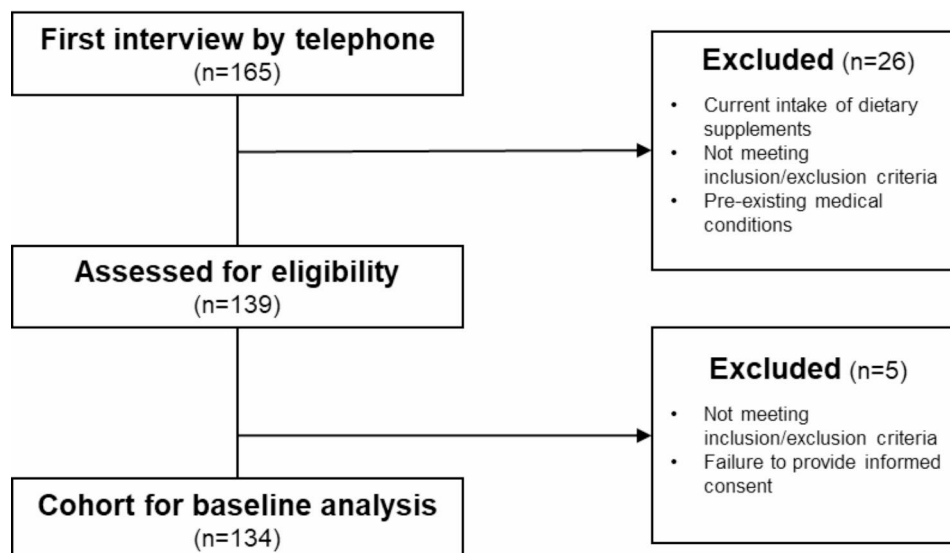 First interview by telephone
(n=165)
Excluded (n=26)
• Current intake of dietary
supplements
• Not meeting
inclusion/exclusion criteria
• Pre-existing medical
conditions
Assessed for eligibility
(n=139)
Excluded (n=5)
• Not meeting
inclusion/exclusion criteria
• Failure to provide informed
consent
Cohort for baseline analysis
(n=134)